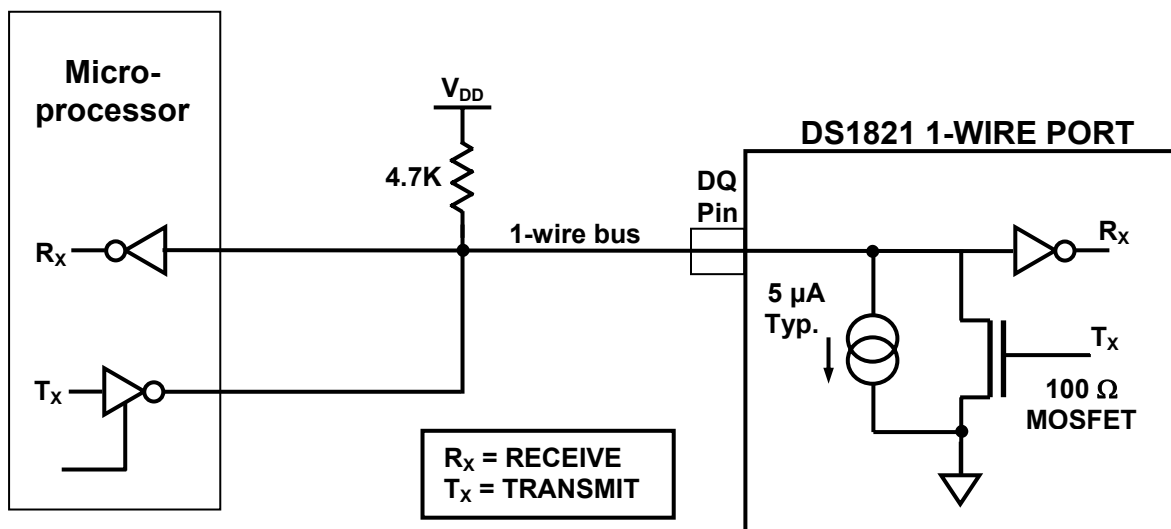 Micro-
processor
V_DD
4.7K
DS1821 1-WIRE PORT
DQ
Pin
1-wire bus
R_X
R_X
5 µA
Typ.
T_X
T_X
100 Ω
MOSFET
R_X = RECEIVE
T_X = TRANSMIT